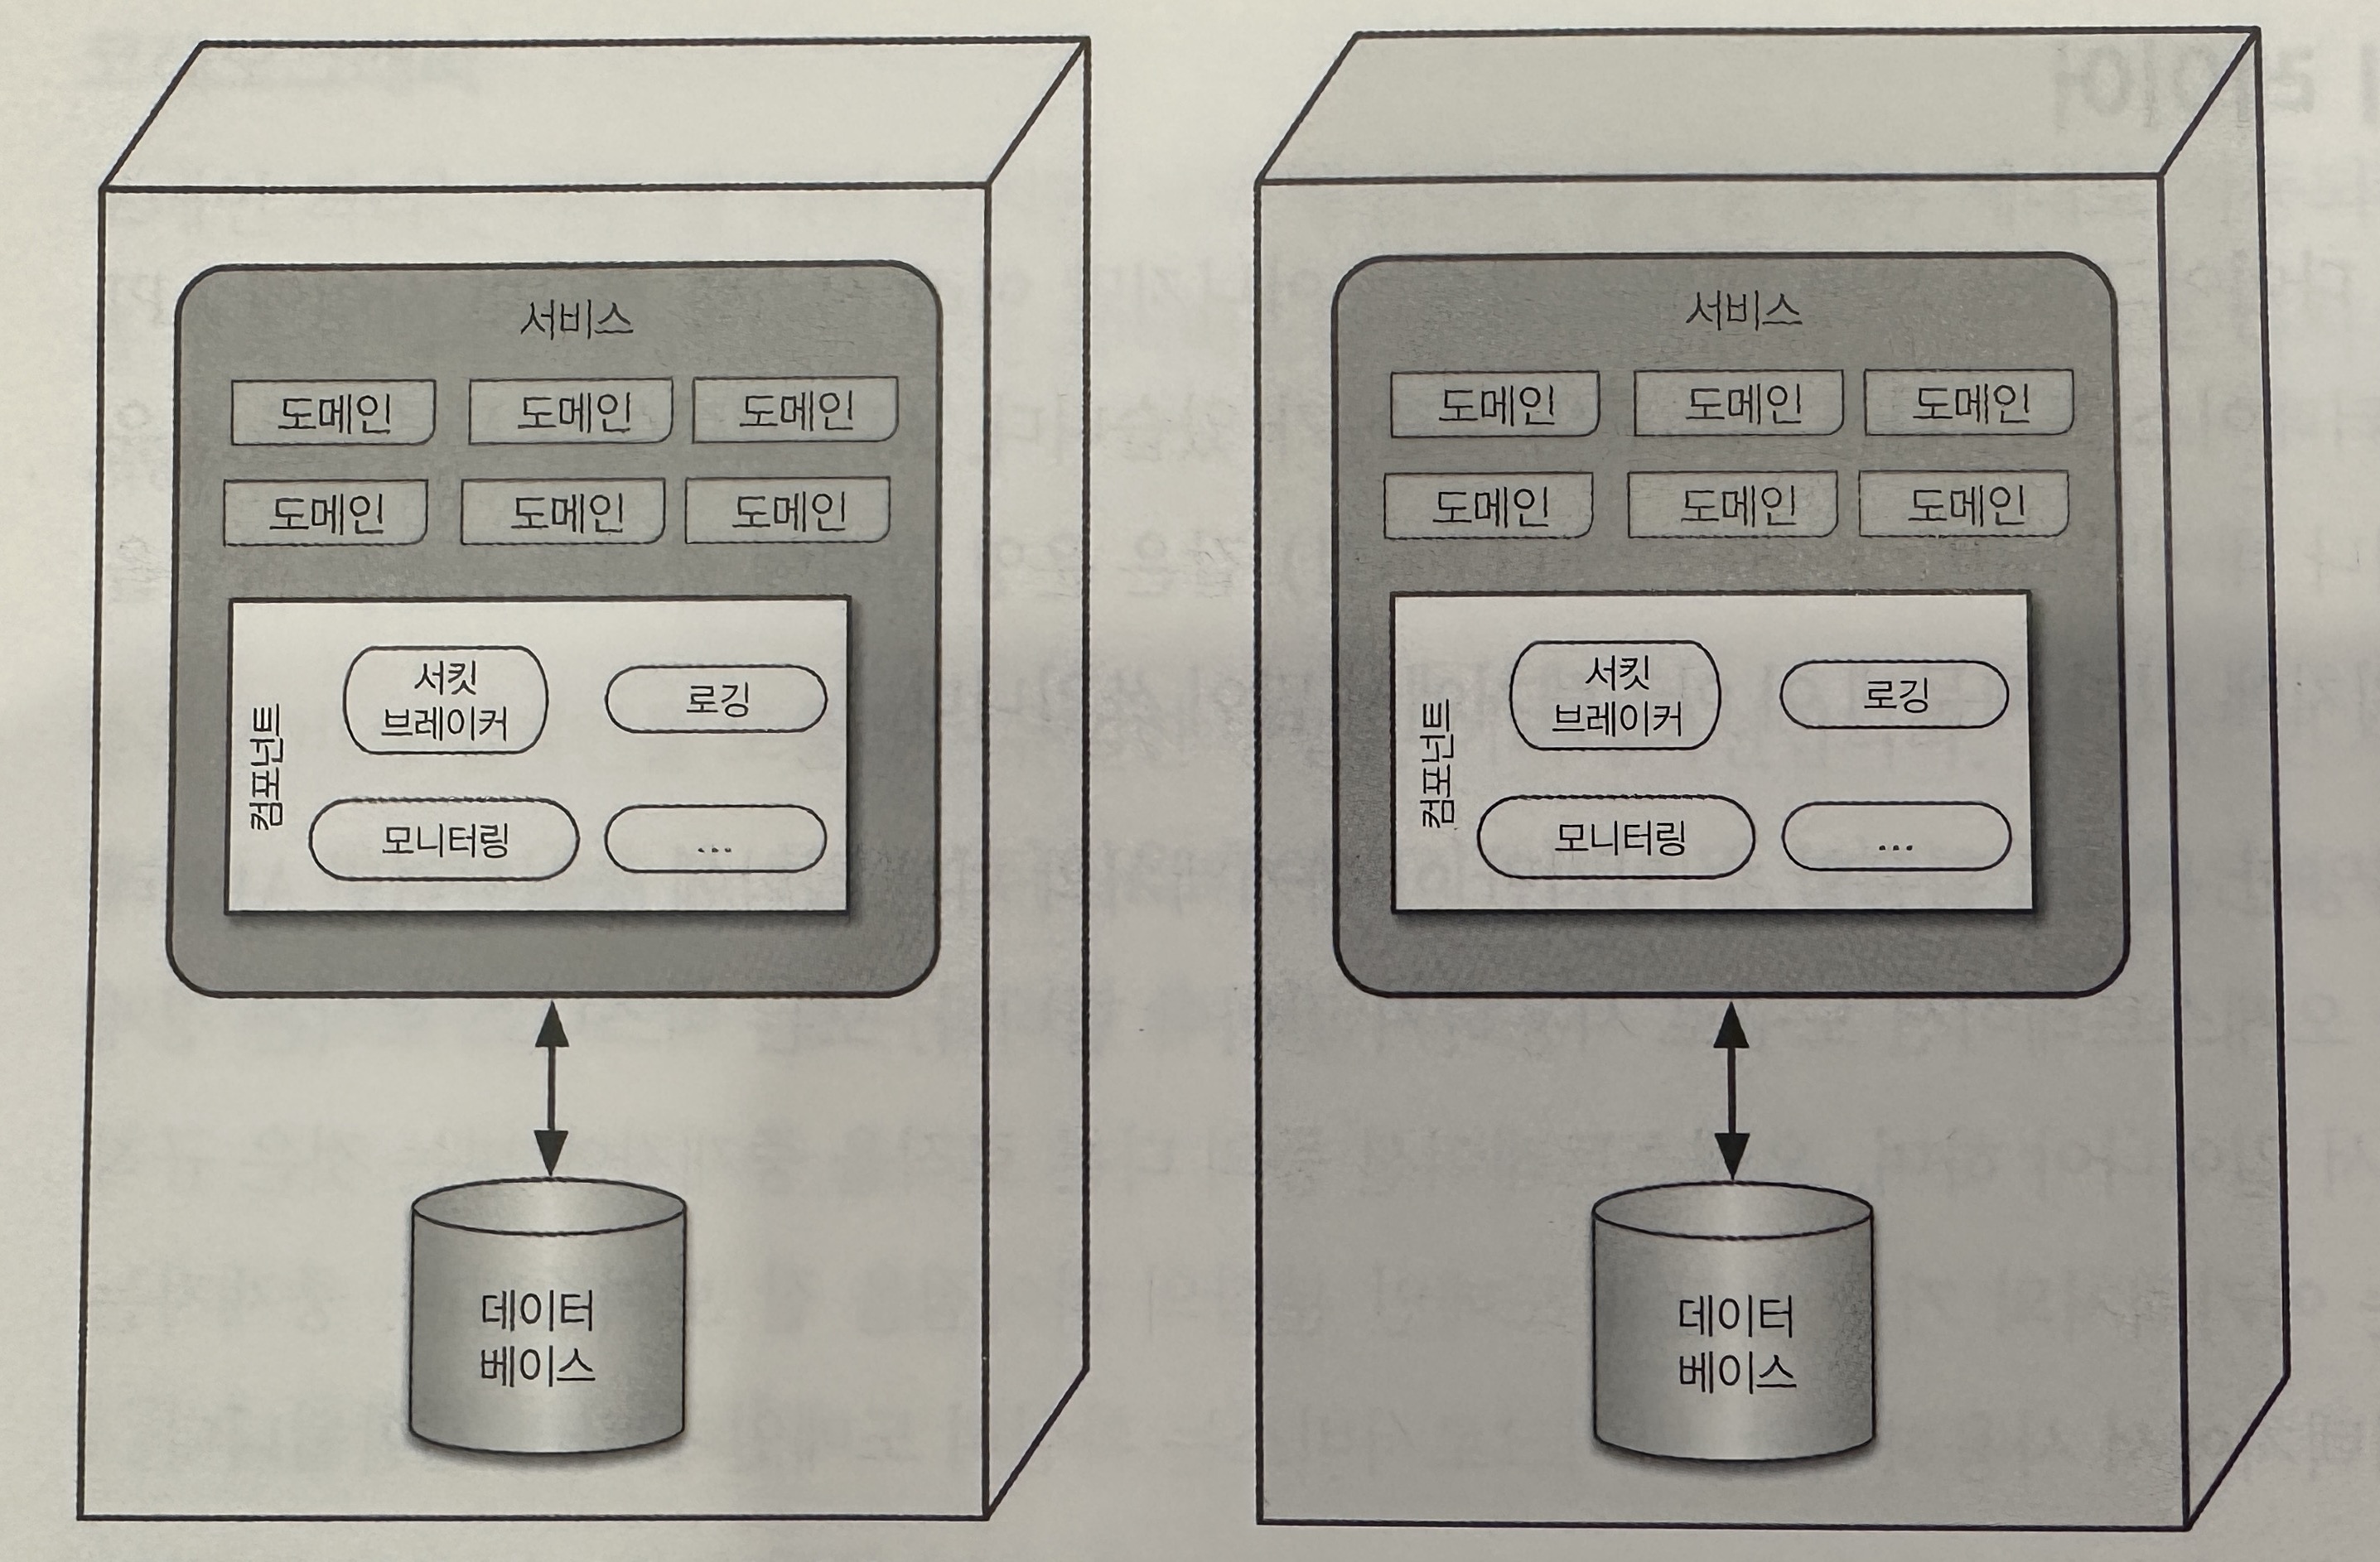 서비스
도메인 도메인 도메인
도메인 도메인 도메인
컴포넌트
서킷
브레이커
로깅
모니터링
...
데이터
베이스
서비스
도메인 도메인 도메인
도메인 도메인 도메인
컴포넌트
서킷
브레이커
로깅
모니터링
...
데이터
베이스